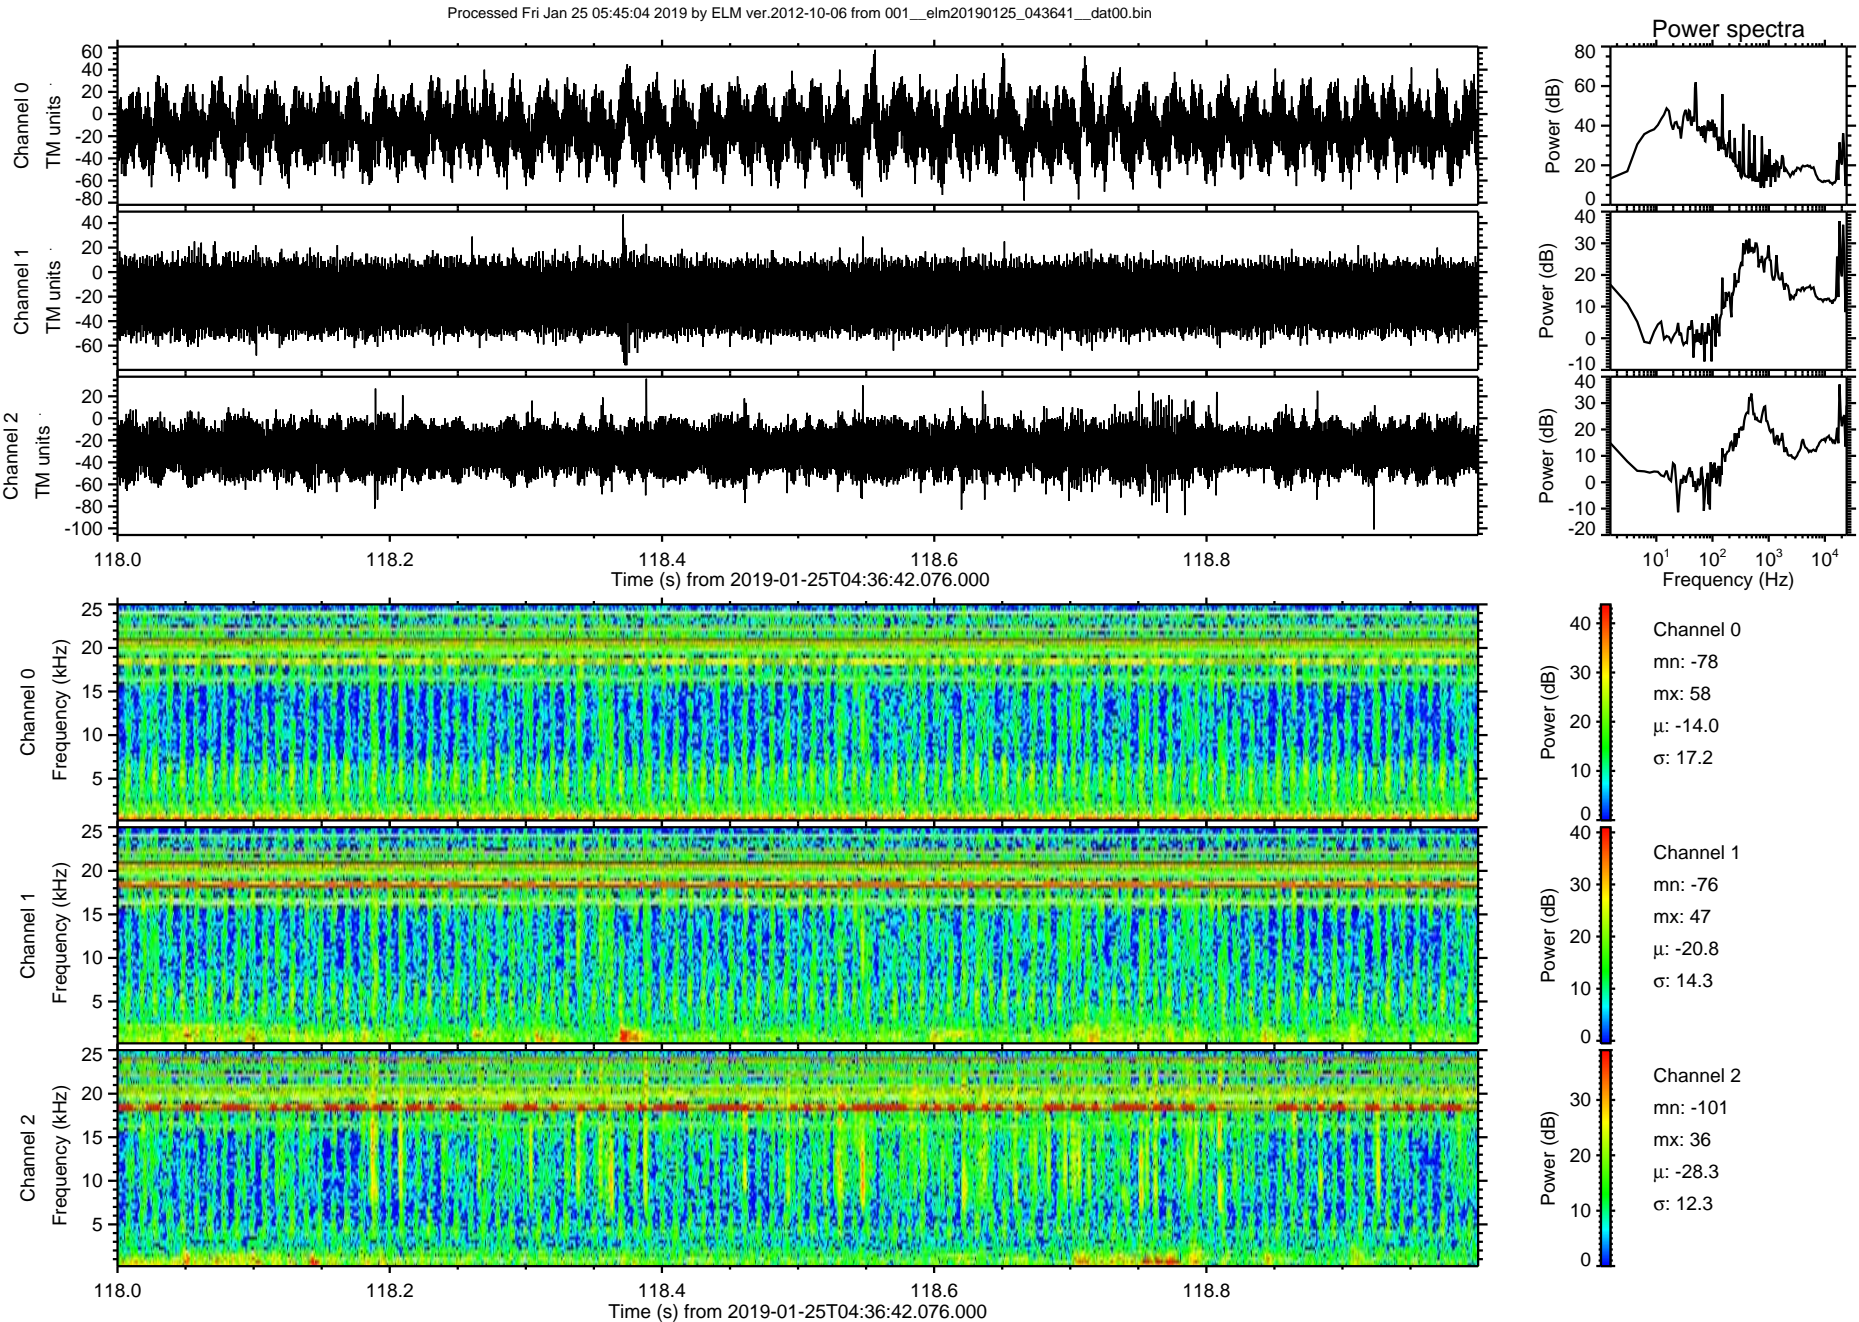 Processed Fri Jan 25 05:45:04 2019 by ELM ver.2012-10-06 from 001__elm20190125_043641__dat00.bin
Power spectra
Channel 0
TM units
60
40
20
0
-20
-40
-60
-80
Power (dB)
80
60
40
20
0
Channel 1
TM units
40
20
0
-20
-40
-60
Power (dB)
40
30
20
10
0
-10
Channel 2
TM units
20
0
-20
-40
-60
-80
-100
Power (dB)
40
30
20
10
0
-10
-20
118.0 118.2 118.4 118.6 118.8
Time (s) from 2019-01-25T04:36:42.076.000
10¹ 10² 10³ 10⁴
Frequency (Hz)
Channel 0
Frequency (kHz)
25
20
15
10
5
Power (dB)
40
30
20
10
0
Channel 0
mn: -78
mx: 58
μ: -14.0
σ: 17.2
Channel 1
Frequency (kHz)
25
20
15
10
5
Power (dB)
40
30
20
10
0
Channel 1
mn: -76
mx: 47
μ: -20.8
σ: 14.3
Channel 2
Frequency (kHz)
25
20
15
10
5
Power (dB)
30
20
10
0
Channel 2
mn: -101
mx: 36
μ: -28.3
σ: 12.3
118.0 118.2 118.4 118.6 118.8
Time (s) from 2019-01-25T04:36:42.076.000